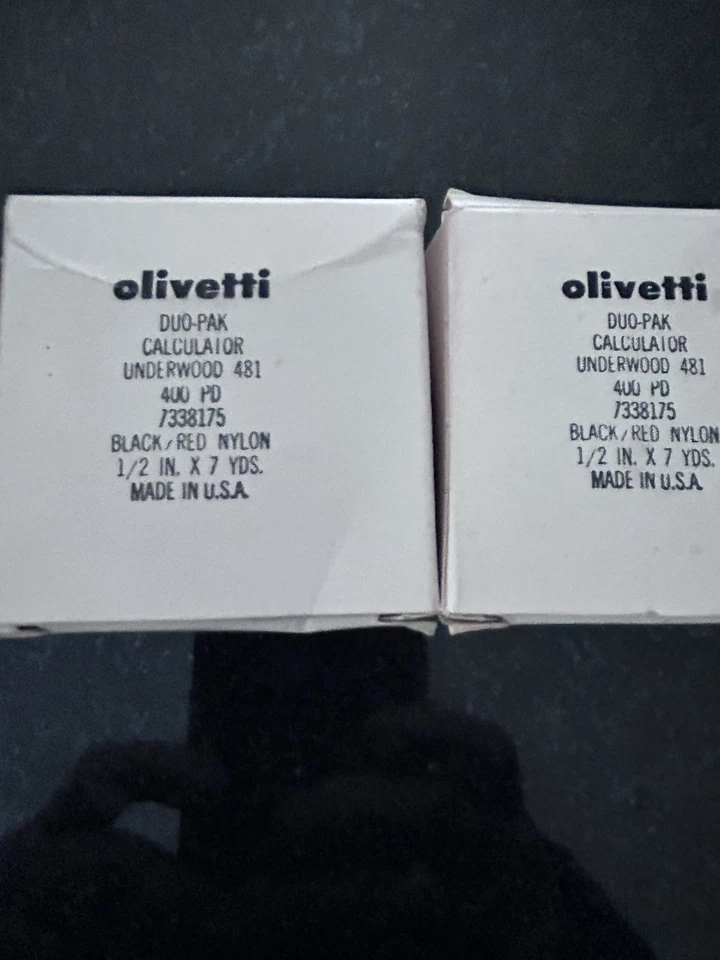 olivetti
DUO-PAK
CALCULATOR
UNDERWOOD 481
400 PD
7338175
BLACK/RED NYLON
1/2 IN. X 7 YDS.
MADE IN U.S.A.
olivetti
DUO-PAK
CALCULATOR
UNDERWOOD 481
400 PD
7338175
BLACK/RED NYLON
1/2 IN. X 7 YDS.
MADE IN U.S.A.